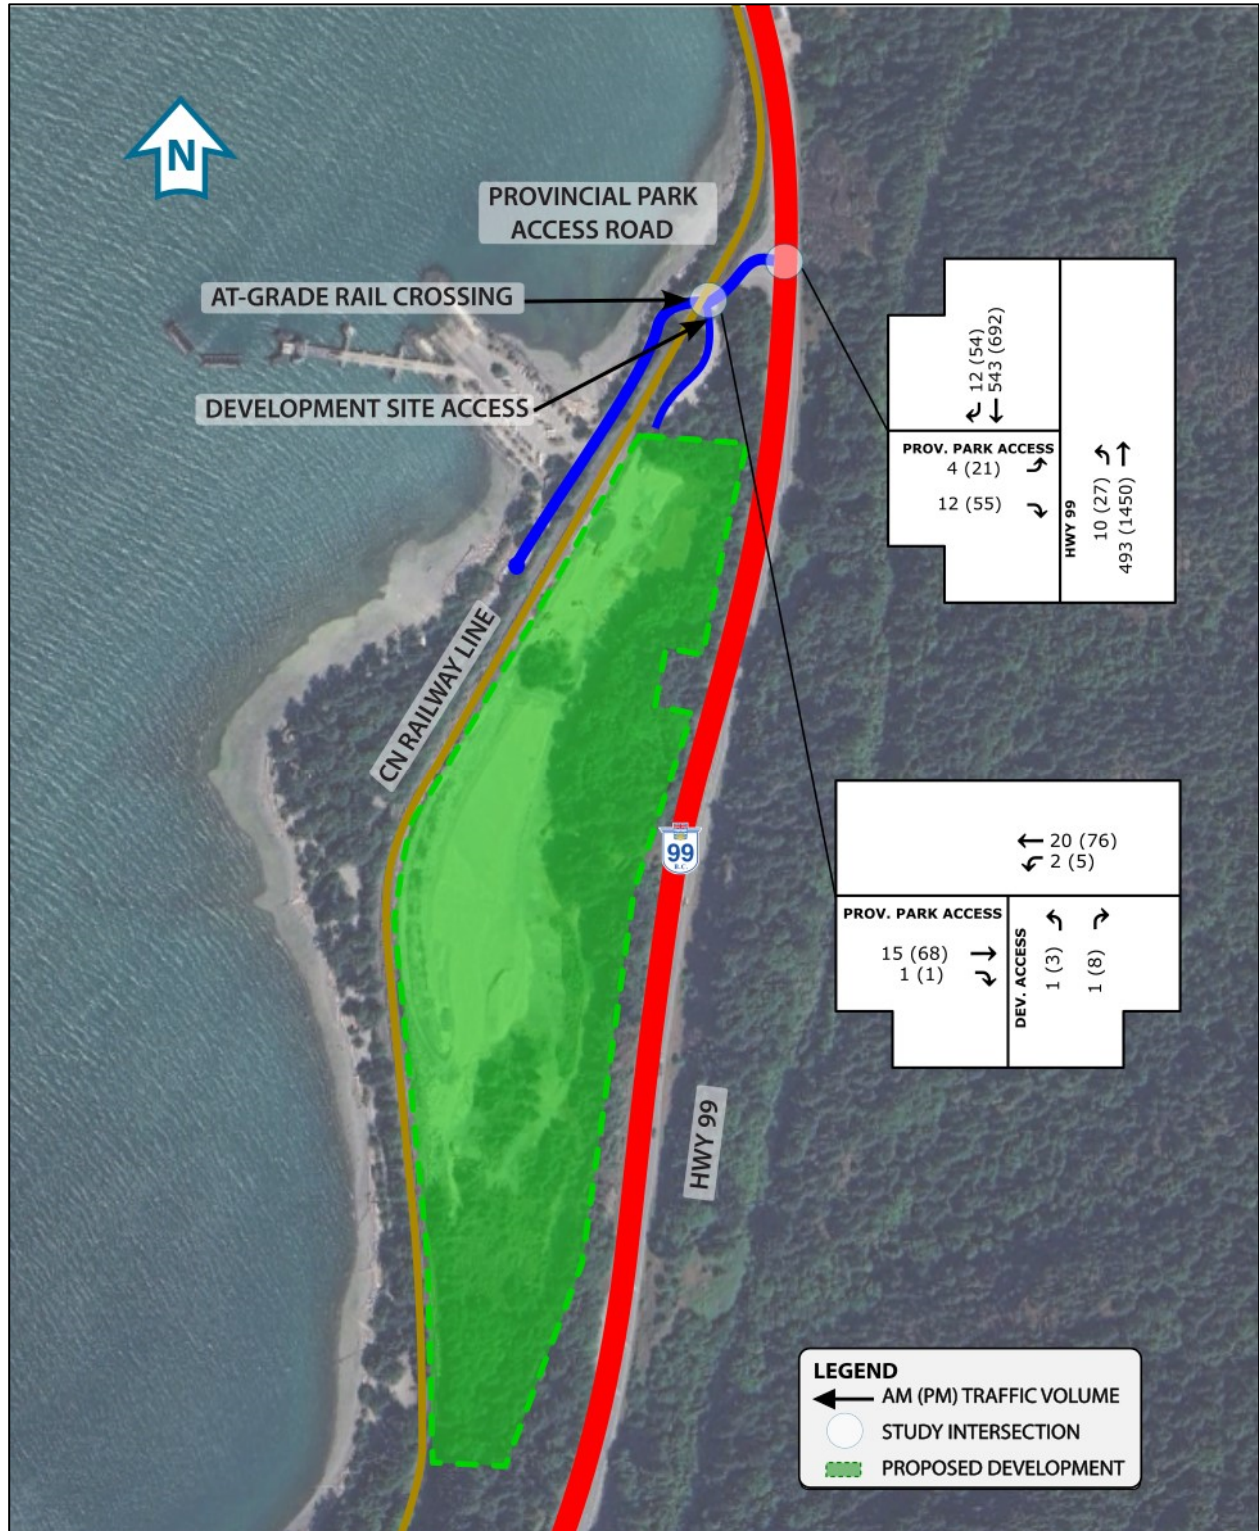 N
PROVINCIAL PARK
ACCESS ROAD
AT-GRADE RAIL CROSSING
DEVELOPMENT SITE ACCESS
12 (54)
543 (692)
PROV. PARK ACCESS
4 (21)
12 (55)
HWY 99
10 (27)
493 (1450)
CN RAILWAY LINE
99
B.C.
20 (76)
2 (5)
PROV. PARK ACCESS
15 (68)
1 (1)
DEV. ACCESS
1 (3)
1 (8)
HWY 99
LEGEND
AM (PM) TRAFFIC VOLUME
STUDY INTERSECTION
PROPOSED DEVELOPMENT